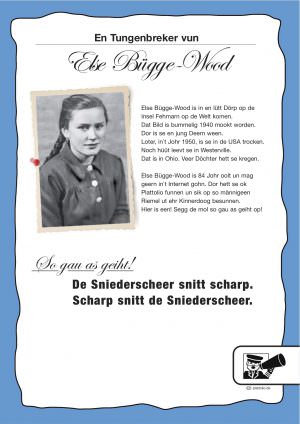 En Tungenbreker vun
Else Bügge-Wood
Else Bügge-Wood is in en lütt Dörp op de
Insel Fehmarn op de Welt komen.
Dat Bild is bummelig 1940 mookt worden.
Dor is se en jung Deern ween.
Loter, in't Johr 1950, is se in de USA trocken.
Noch hüüt leevt se in Westerville.
Dat is in Ohio. Veer Döchter hett se kregen.
Else Bügge-Wood is 84 Johr oolt un mag
geern in't Internet gohn. Dor hett se ok
Plattolio funnen un sik op so männigeen
Riemel ut ehr Kinnerdoog besunnen.
Hier is een! Segg de mol so gau as geiht op!
So gau as geiht!
De Sniederscheer snitt scharp.
Scharp snitt de Sniederscheer.